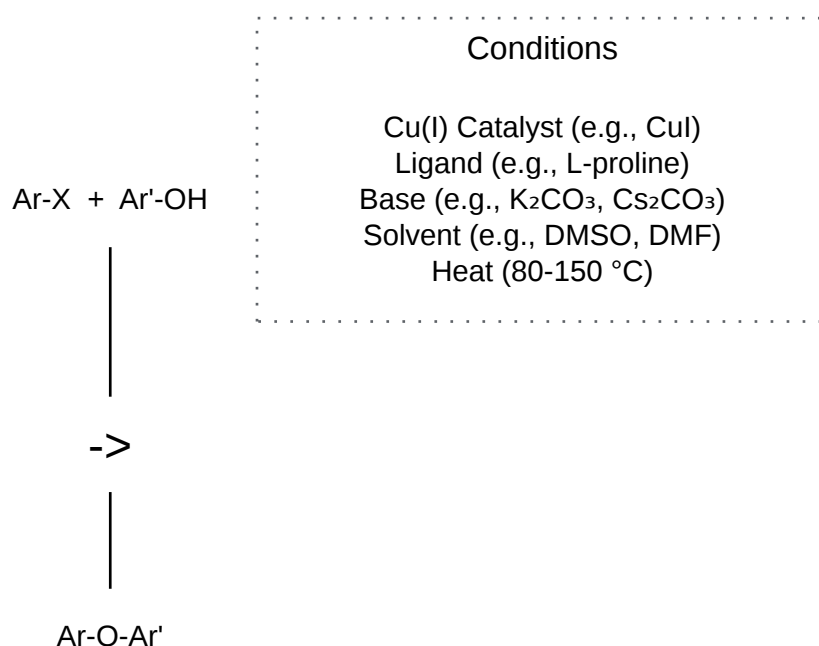 Conditions
Cu(I) Catalyst (e.g., CuI)
Ligand (e.g., L-proline)
Ar-X + Ar'-OH
Base (e.g., K₂CO₃, Cs₂CO₃)
Solvent (e.g., DMSO, DMF)
Heat (80-150 °C)
->
Ar-O-Ar'